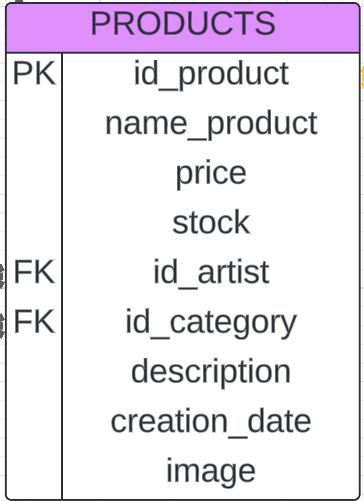 PRODUCTS
PK id_product
name_product
price
stock
FK id_artist
FK id_category
description
creation_date
image